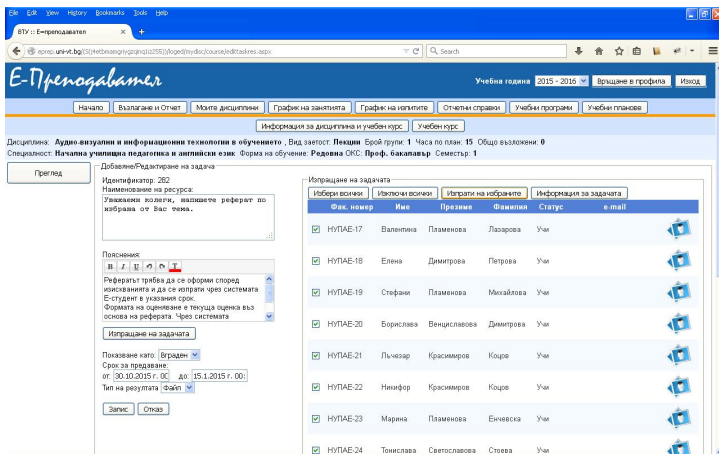 File Edit View History Bookmarks Tools Help
ВТУ :: Е=преподавател × +
Search
Е-Преподавател
Учебна година 2015 - 2016 Връщане в профила Изход
Начало Възлагане и Отчет Моите дисциплини График на занятията График на изпитите Отчетни справки Учебни програми Учебни планове
Информация за дисциплина и учебен курс Учебен курс
Дисциплина: Аудио-визуални и информационни технологии в обучението , Вид заетост: Лекции Брой групи: 1 Часа по план: 15 Общо възложени: 0
Специалност: Начална училищна педагогика и английски език Форма на обучение: Редовна ОКС: Проф. бакалавър Семестър: 1
Преглед
Добавяне/Редактиране на задача
Идентификатор: 262
Наименование на ресурса:
Уважаеми колеги, напишете реферат по
избрана от Вас тема.
Пояснения:
B I U T
Рефератът трябва да се оформи според
изискванията и да се изпрати чрез системата
Е-студент в указания срок.
Формата на оценяване е текуща оценка въз
основа на реферата. Чрез системата
Изпращане на задачата
Показване като: Вграден
Срок за предаване:
от: 30.10.2015 г. 0( до: 15.1.2015 г. 00:
Тип на резултата Файл
Запис Отказ
Изпращане на задачата
Избери всички Изключи всички Изпрати на избраните Информация за задачата
Фак. номер Име Презиме Фамилия Статус e-mail
НУПАЕ-17 Валентина Пламенова Лазарова Учи
НУПАЕ-18 Елена Димитрова Петрова Учи
НУПАЕ-19 Стефани Пламенова Михайлова Учи
НУПАЕ-20 Борислава Венциславова Димитрова Учи
НУПАЕ-21 Лъчезар Красимиров Коцов Учи
НУПАЕ-22 Никифор Красимиров Коцов Учи
НУПАЕ-23 Марина Пламенова Енчевска Учи
НУПАЕ-24 Тонислава Светославова Стоева Учи